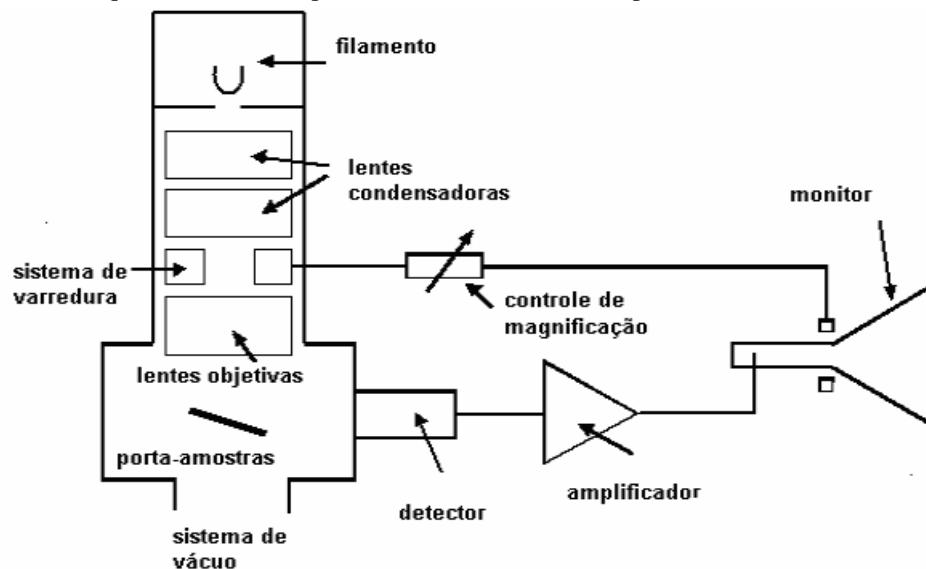 filamento
lentes
condensadoras
monitor
sistema de
varredura
controle de
magnificação
lentes objetivas
porta-amostras
amplificador
detector
sistema de
vácuo